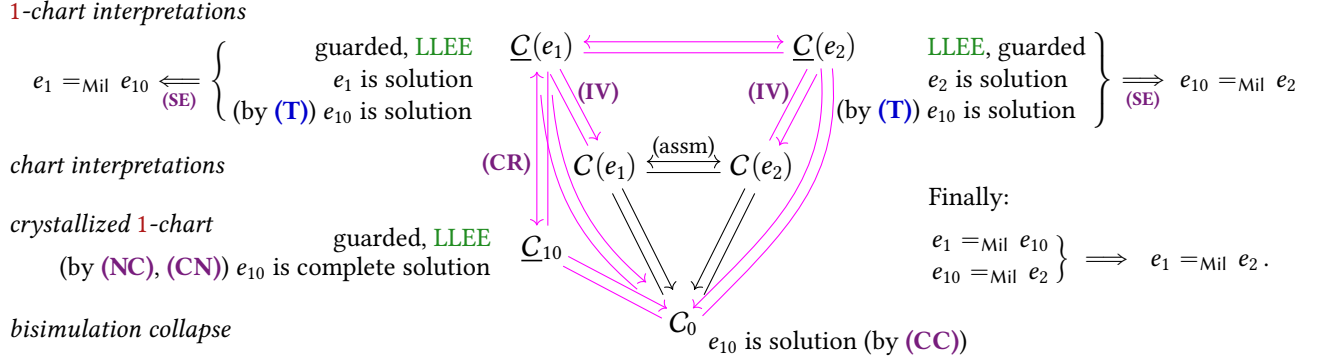 1-chart interpretations
guarded, LLEE
e₁ is solution
(by (T)) e₁₀ is solution
e₁ =Mil e₁₀ ⟸ (SE)
C̲(e₁)
C̲(e₂)
LLEE, guarded
e₂ is solution
(by (T)) e₁₀ is solution
⟹ (SE) e₁₀ =Mil e₂
(IV)
(IV)
(assm)
chart interpretations
(CR)
C(e₁)
C(e₂)
Finally:
e₁ =Mil e₁₀
e₁₀ =Mil e₂
⟹ e₁ =Mil e₂ .
crystallized 1-chart
guarded, LLEE
(by (NC), (CN)) e₁₀ is complete solution
C̲₁₀
bisimulation collapse
C₀
e₁₀ is solution (by (CC))